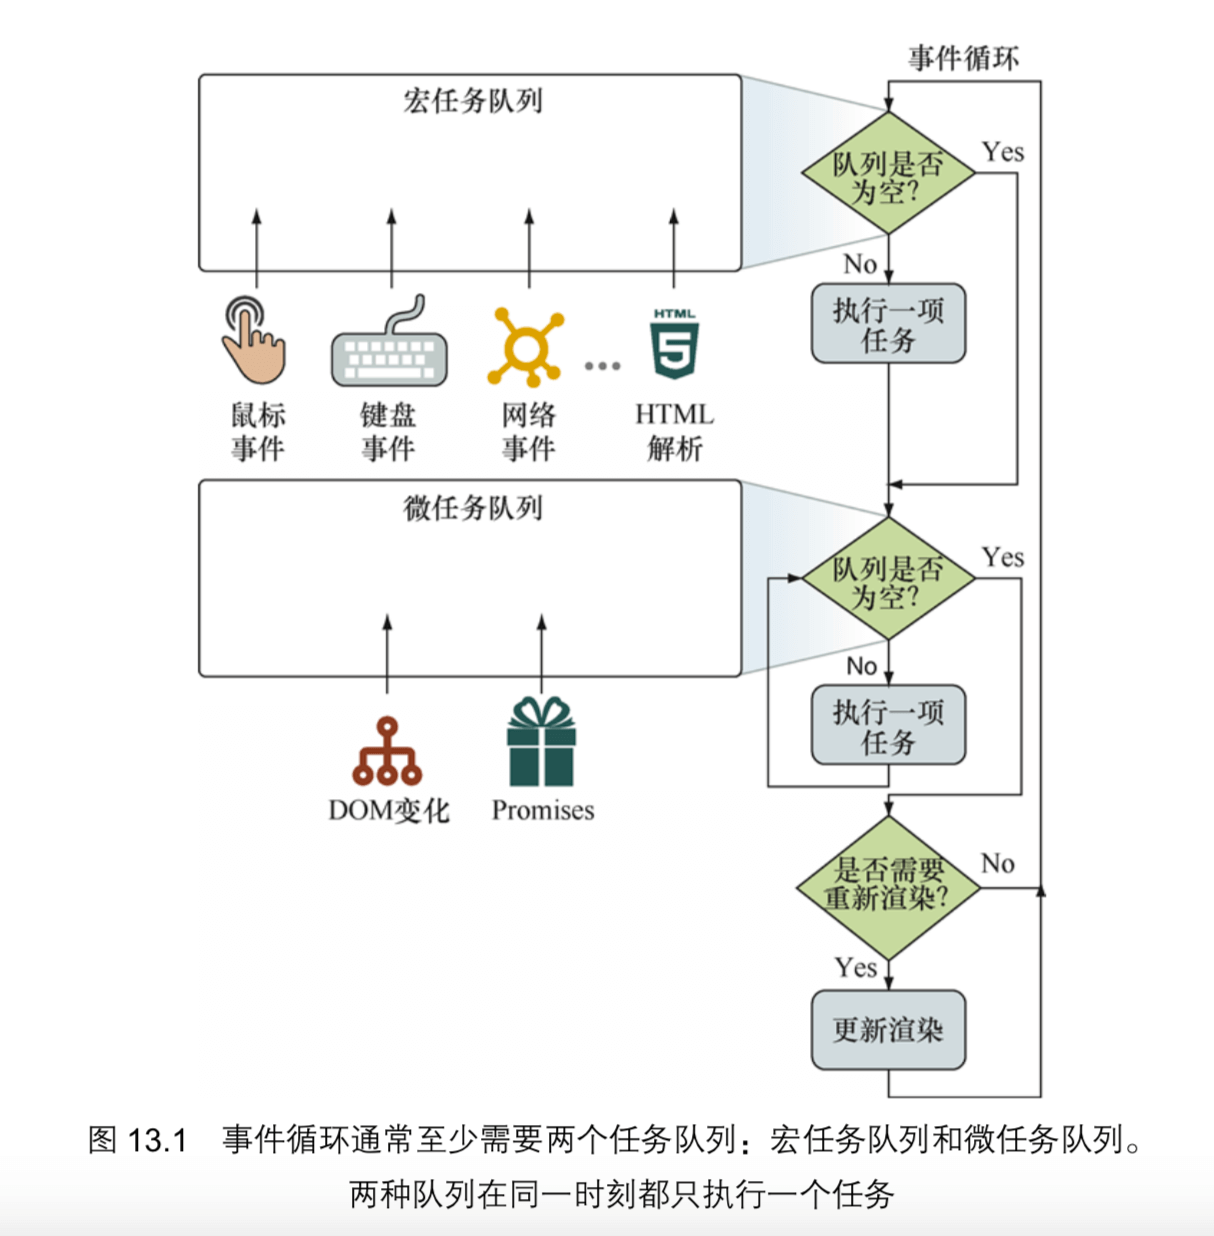 事件循环
宏任务队列
队列是否
为空?
Yes
No
执行一项
任务
HTML
5
鼠标
事件
键盘
事件
网络
事件
HTML
解析
微任务队列
队列是否
为空?
Yes
No
执行一项
任务
DOM变化
Promises
是否需要
重新渲染?
No
Yes
更新渲染
图 13.1 事件循环通常至少需要两个任务队列：宏任务队列和微任务队列。
两种队列在同一时刻都只执行一个任务